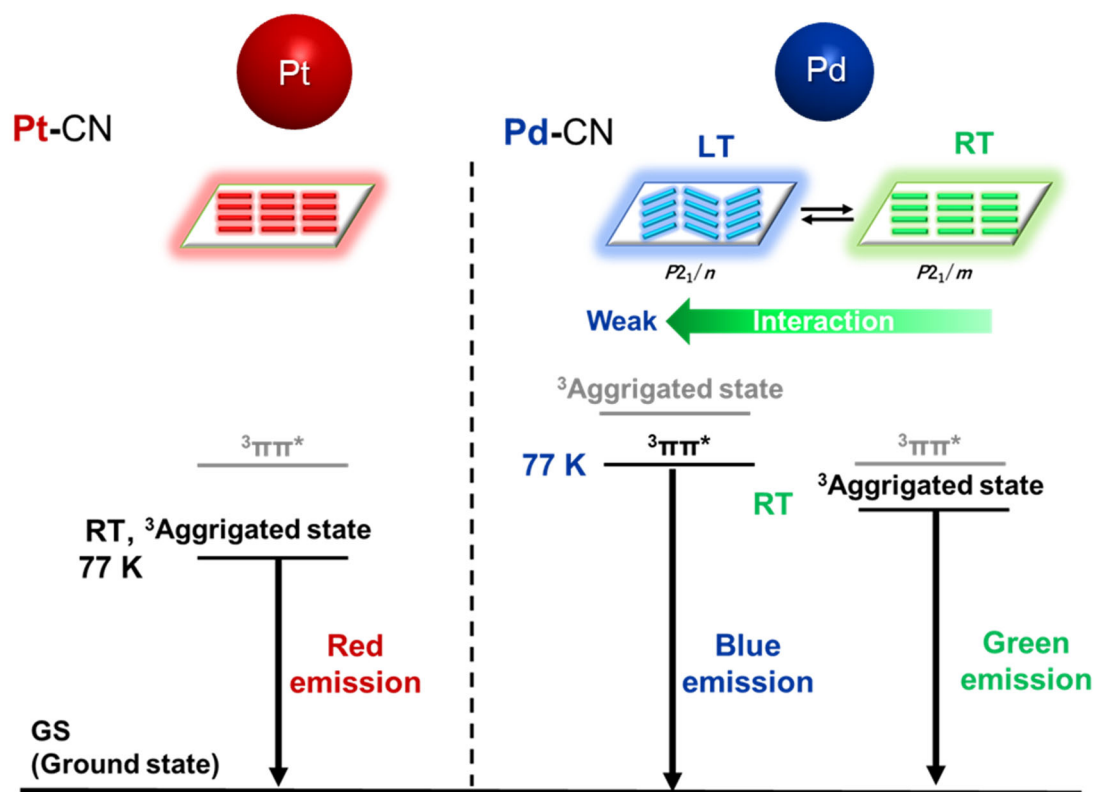 Pt
Pt-CN
³ππ*
RT, ³Aggrigated state
77 K
Red
emission
GS
(Ground state)
Pd
Pd-CN
LT
RT
P2₁/n
P2₁/m
Weak
Interaction
³Aggrigated state
77 K
³ππ*
RT
³ππ*
³Aggrigated state
Blue
emission
Green
emission